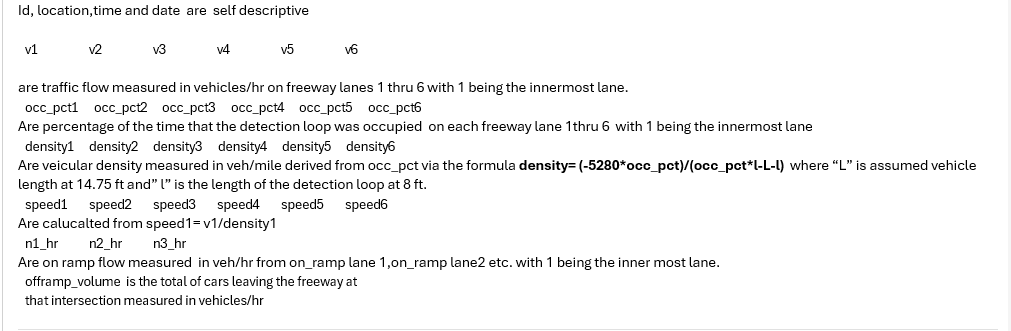 Id, location,time and date are self descriptive
v1 v2 v3 v4 v5 v6
are traffic flow measured in vehicles/hr on freeway lanes 1 thru 6 with 1 being the innermost lane.
occ_pct1 occ_pct2 occ_pct3 occ_pct4 occ_pct5 occ_pct6
Are percentage of the time that the detection loop was occupied on each freeway lane 1thru 6 with 1 being the innermost lane
density1 density2 density3 density4 density5 density6
Are veicular density measured in veh/mile derived from occ_pct via the formula density= (-5280*occ_pct)/(occ_pct*l-L-l) where “L” is assumed vehicle
length at 14.75 ft and” l” is the length of the detection loop at 8 ft.
speed1 speed2 speed3 speed4 speed5 speed6
Are calucalted from speed1= v1/density1
n1_hr n2_hr n3_hr
Are on ramp flow measured in veh/hr from on_ramp lane 1,on_ramp lane2 etc. with 1 being the inner most lane.
offramp_volume is the total of cars leaving the freeway at
that intersection measured in vehicles/hr